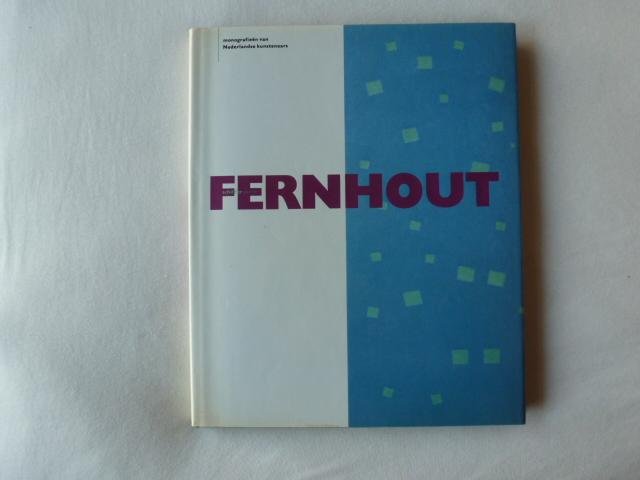 monografieën van
Nederlandse kunstenaars
FERNHOUT